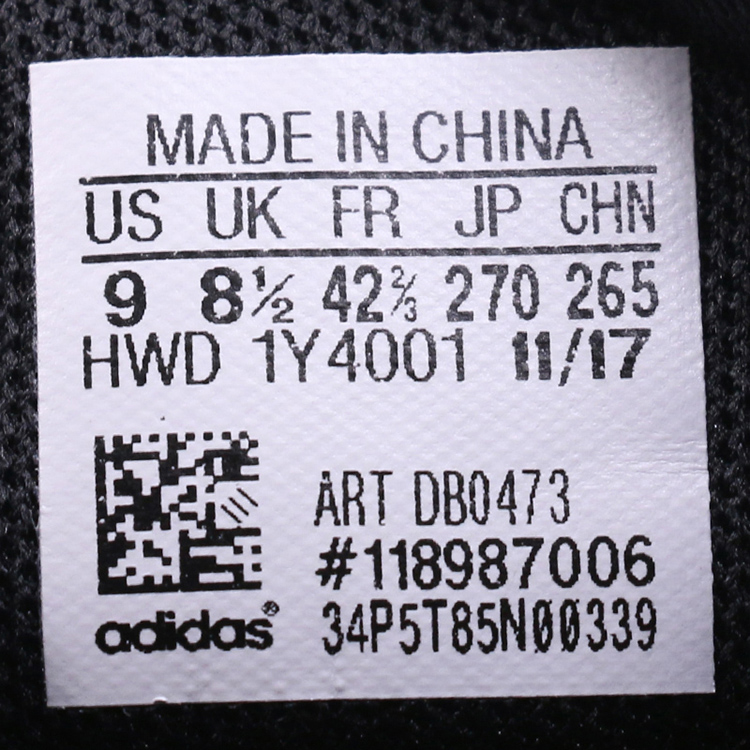 MADE IN CHINA
US UK FR JP CHN
9 8½ 42⅔ 270 265
HWD 1Y4001 11/17
ART DB0473
#118987006
adidas®
34P5T85N00339